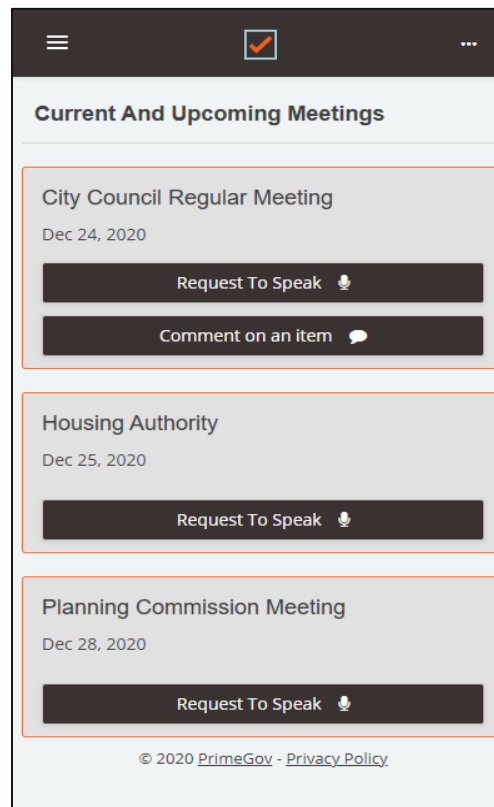 Current And Upcoming Meetings
City Council Regular Meeting
Dec 24, 2020
Request To Speak
Comment on an item
Housing Authority
Dec 25, 2020
Request To Speak
Planning Commission Meeting
Dec 28, 2020
Request To Speak
© 2020 PrimeGov - Privacy Policy